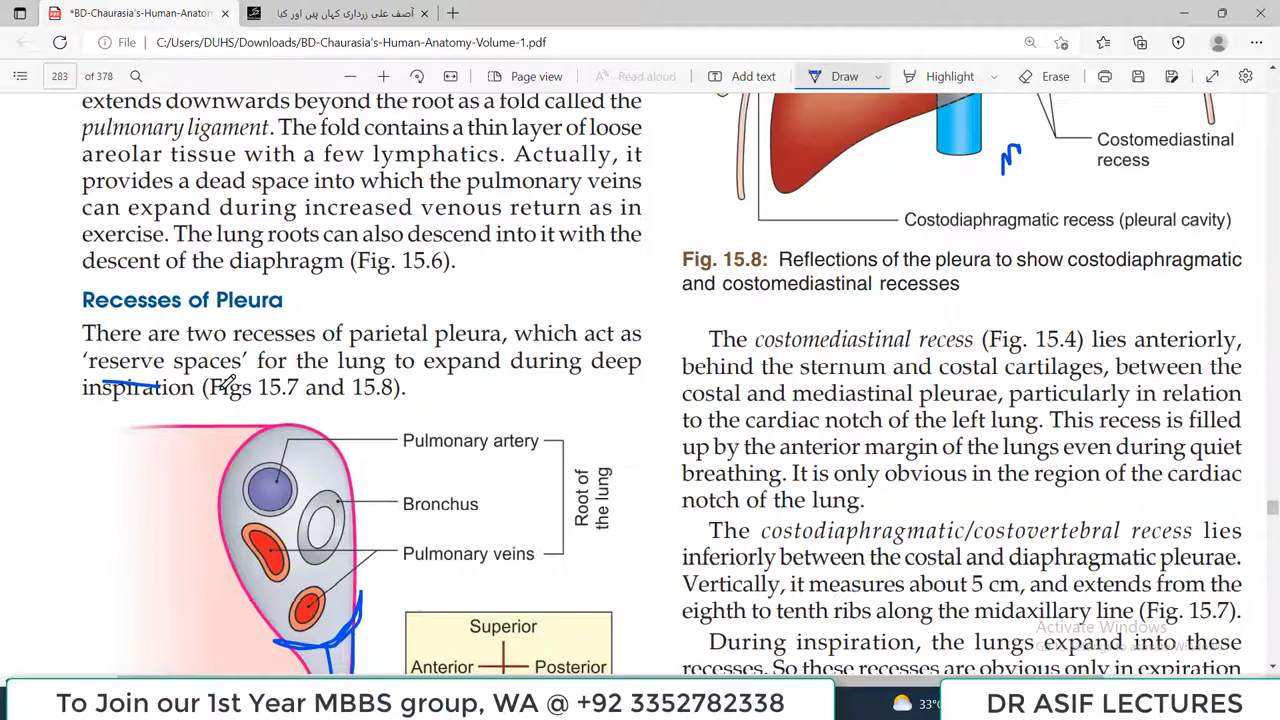 *BD-Chaurasia's-Human-Anatom
آصف علی زرداری کہاں ہیں اور کیا
File
C:/Users/DUHS/Downloads/BD-Chaurasia's-Human-Anatomy-Volume-1.pdf
283 of 378
Page view
Read aloud
Add text
Draw
Highlight
Erase
extends downwards beyond the root as a fold called the
pulmonary ligament. The fold contains a thin layer of loose
areolar tissue with a few lymphatics. Actually, it
provides a dead space into which the pulmonary veins
can expand during increased venous return as in
exercise. The lung roots can also descend into it with the
descent of the diaphragm (Fig. 15.6).
Recesses of Pleura
There are two recesses of parietal pleura, which act as
‘reserve spaces’ for the lung to expand during deep
inspiration (Figs 15.7 and 15.8).
Pulmonary artery
Bronchus
Pulmonary veins
Root of
the lung
Superior
Anterior
Posterior
Costomediastinal
recess
Costodiaphragmatic recess (pleural cavity)
Fig. 15.8: Reflections of the pleura to show costodiaphragmatic
and costomediastinal recesses
The costomediastinal recess (Fig. 15.4) lies anteriorly,
behind the sternum and costal cartilages, between the
costal and mediastinal pleurae, particularly in relation
to the cardiac notch of the left lung. This recess is filled
up by the anterior margin of the lungs even during quiet
breathing. It is only obvious in the region of the cardiac
notch of the lung.
The costodiaphragmatic/costovertebral recess lies
inferiorly between the costal and diaphragmatic pleurae.
Vertically, it measures about 5 cm, and extends from the
eighth to tenth ribs along the midaxillary line (Fig. 15.7).
During inspiration, the lungs expand into these
recesses. So these recesses are obvious only in expiration
Activate Windows
To Join our 1st Year MBBS group, WA @ +92 3352782338
33°
DR ASIF LECTURES